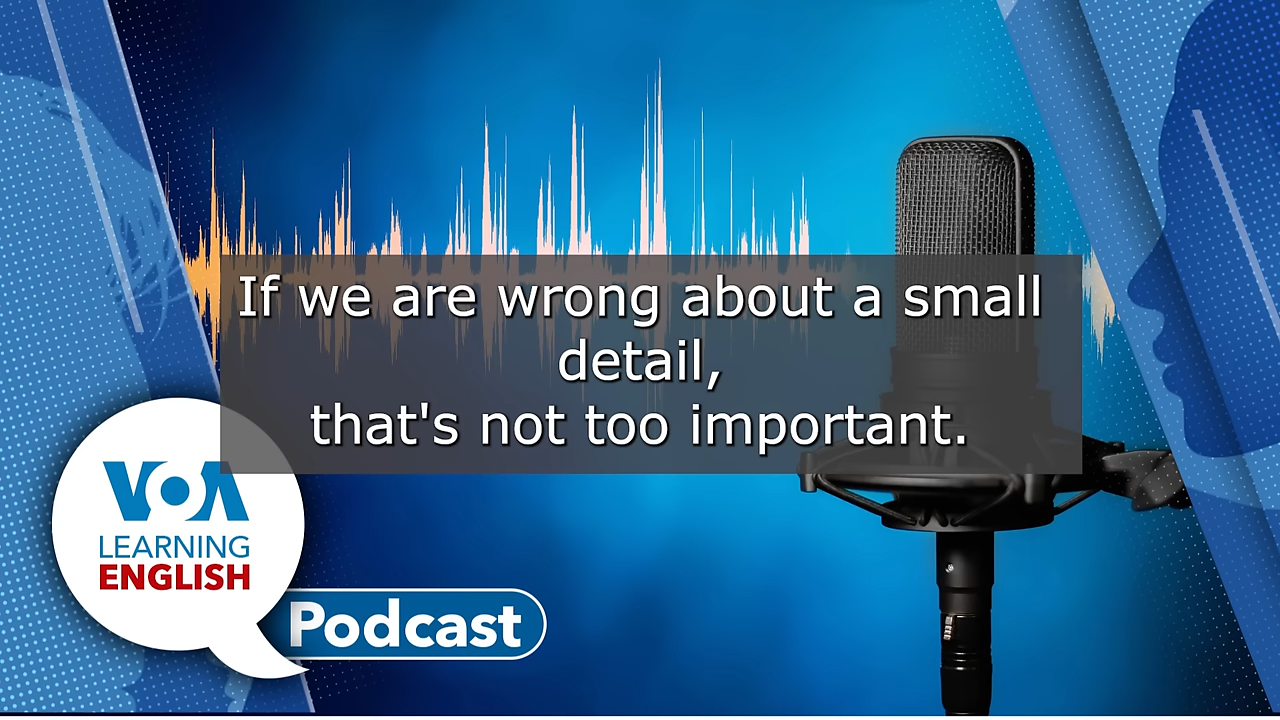 If we are wrong about a small
detail,
that's not too important.
VOA
LEARNING
ENGLISH
Podcast